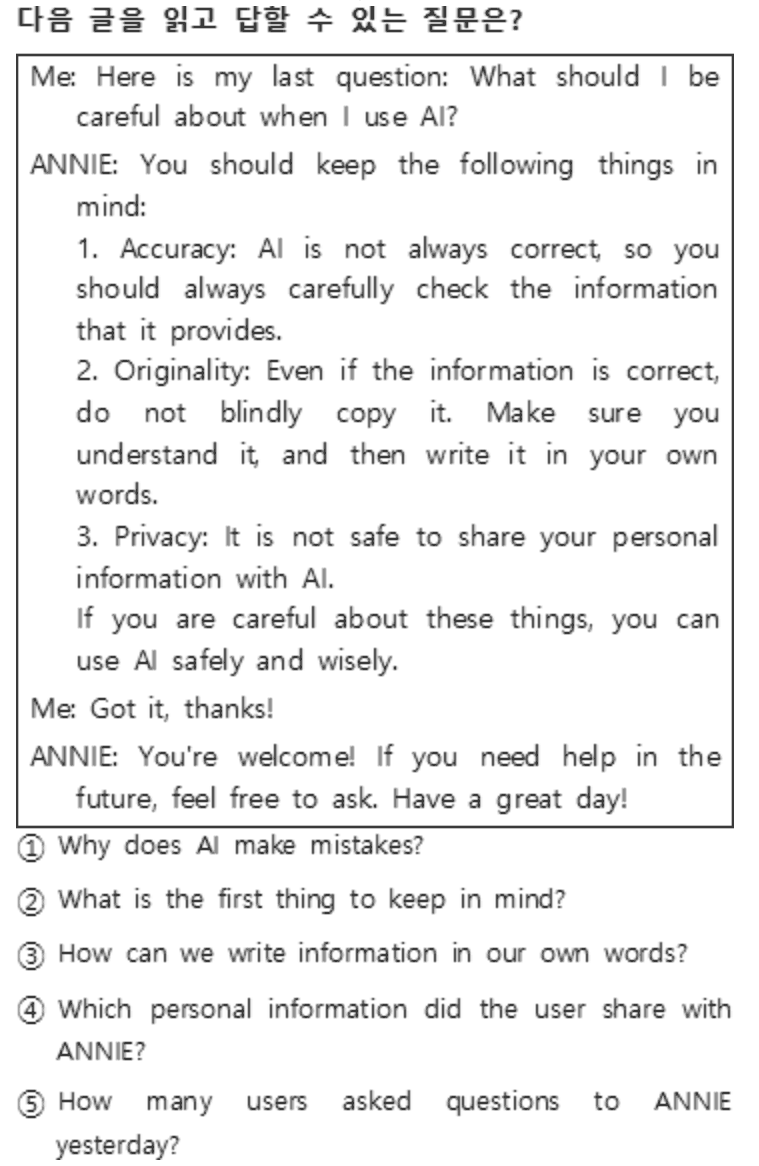 다음 글을 읽고 답할 수 있는 질문은?
Me: Here is my last question: What should I be
careful about when I use AI?
ANNIE: You should keep the following things in
mind:
1. Accuracy: AI is not always correct, so you
should always carefully check the information
that it provides.
2. Originality: Even if the information is correct,
do not blindly copy it. Make sure you
understand it, and then write it in your own
words.
3. Privacy: It is not safe to share your personal
information with AI.
If you are careful about these things, you can
use AI safely and wisely.
Me: Got it, thanks!
ANNIE: You're welcome! If you need help in the
future, feel free to ask. Have a great day!
① Why does AI make mistakes?
② What is the first thing to keep in mind?
③ How can we write information in our own words?
④ Which personal information did the user share with
ANNIE?
⑤ How many users asked questions to ANNIE
yesterday?